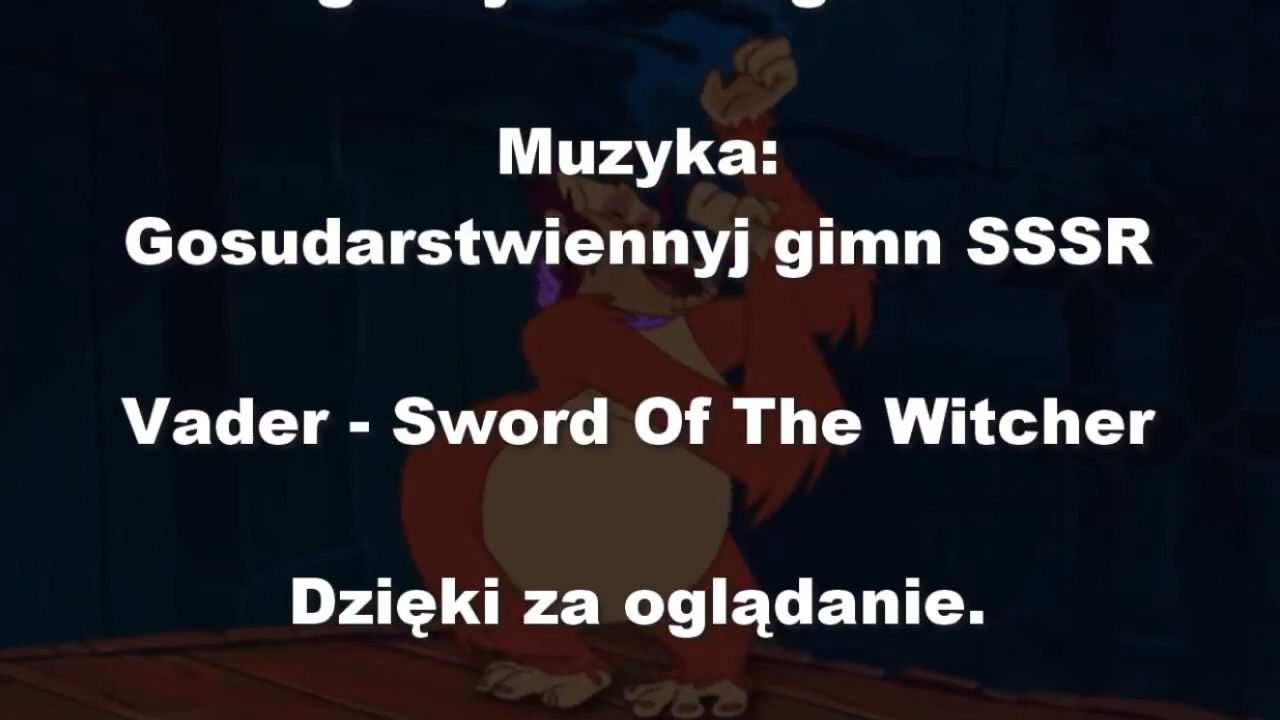 Muzyka:
Gosudarstwiennyj gimn SSSR
Vader - Sword Of The Witcher
Dzięki za oglądanie.